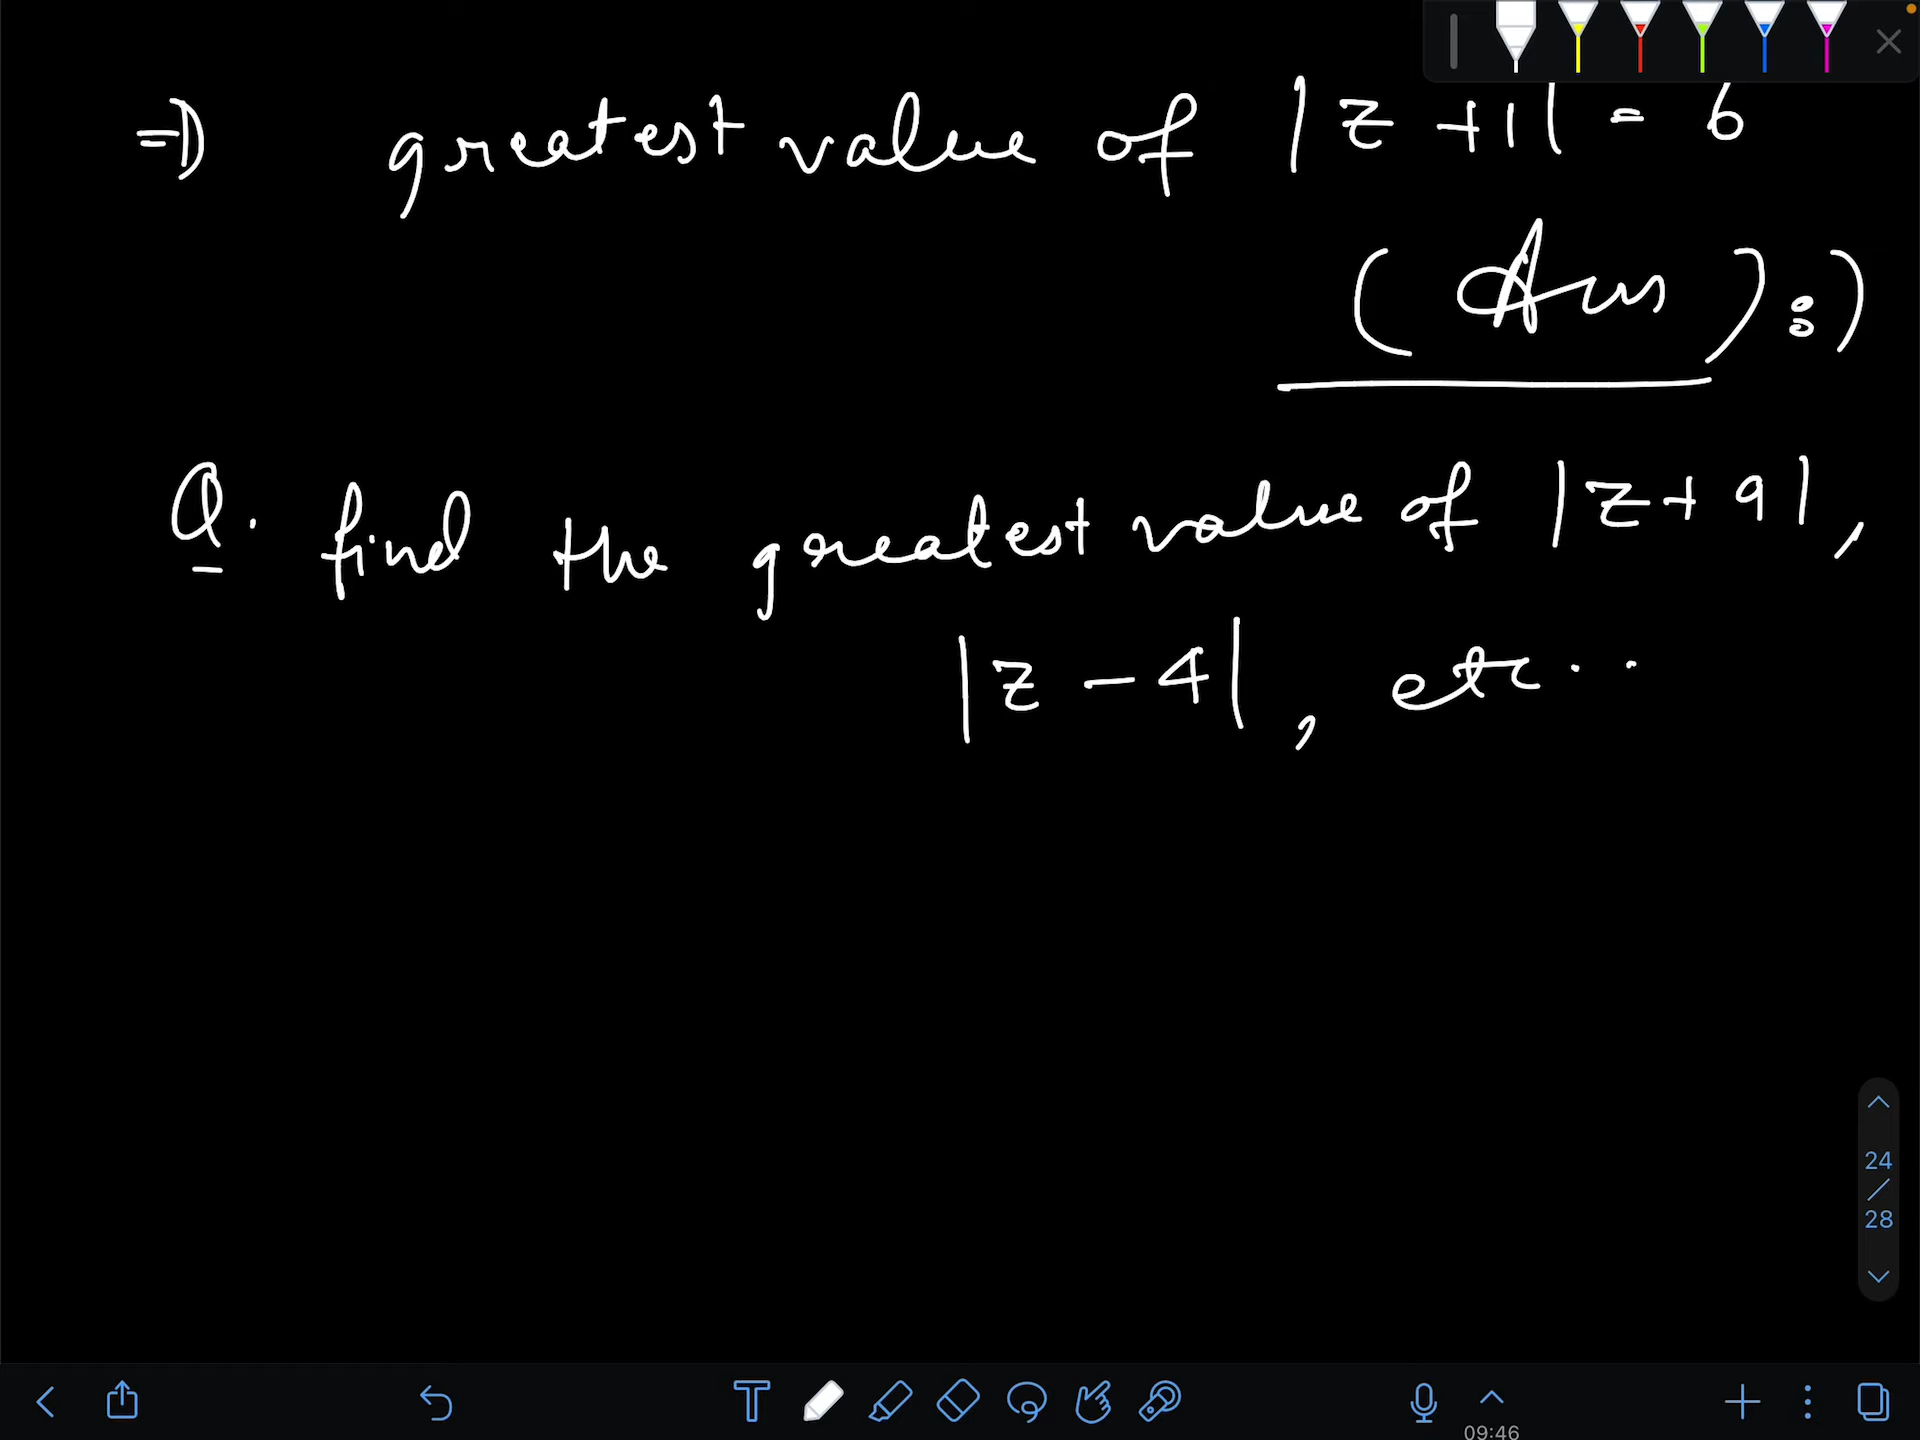 =) greatest value of |z+1| = 6
(Ans) :)
Q. find the greatest value of |z+9|,
|z-4|, etc..
24
/
28
T
09:46